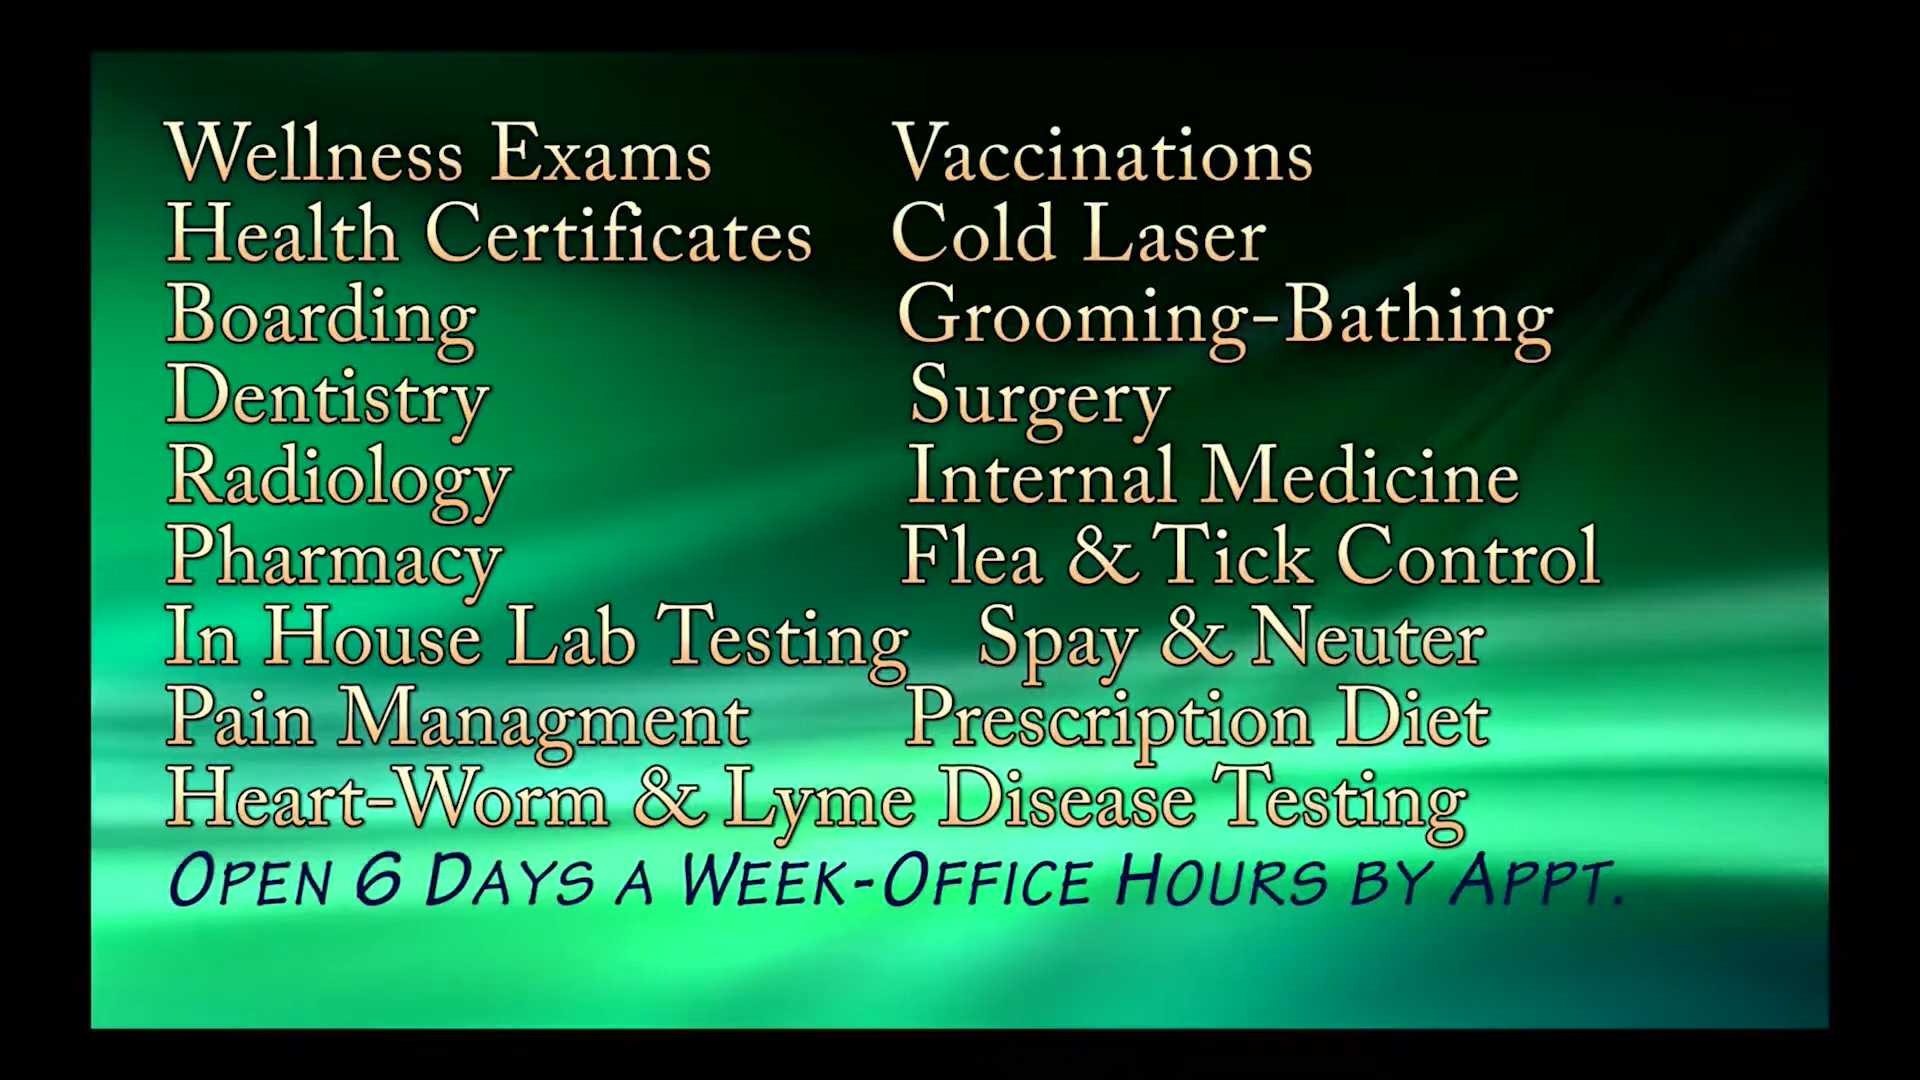 Wellness Exams Vaccinations
Health Certificates Cold Laser
Boarding Grooming-Bathing
Dentistry Surgery
Radiology Internal Medicine
Pharmacy Flea & Tick Control
In House Lab Testing Spay & Neuter
Pain Managment Prescription Diet
Heart-Worm & Lyme Disease Testing
OPEN 6 DAYS A WEEK-OFFICE HOURS BY APPT.